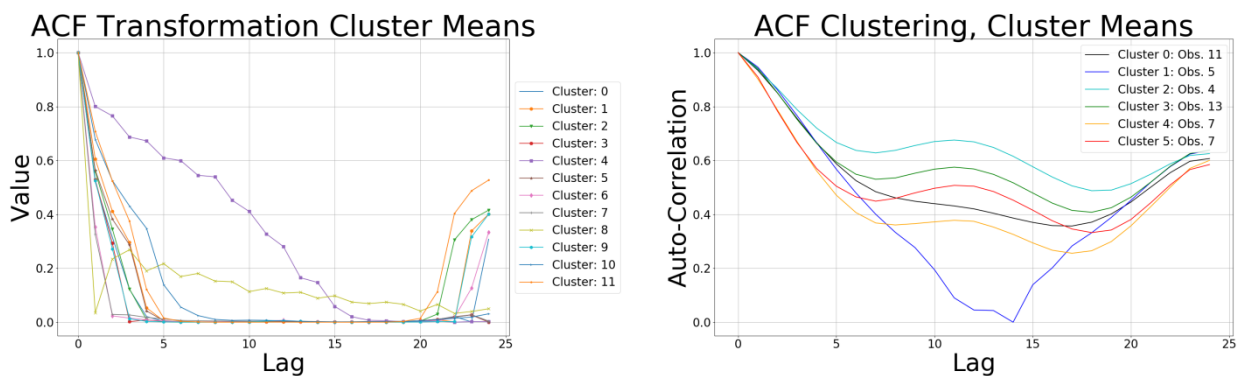 ACF Transformation Cluster Means
1.0
0.8
0.6
0.4
0.2
0.0
Value
0
5
10
15
20
25
Lag
Cluster: 0
Cluster: 1
Cluster: 2
Cluster: 3
Cluster: 4
Cluster: 5
Cluster: 6
Cluster: 7
Cluster: 8
Cluster: 9
Cluster: 10
Cluster: 11
ACF Clustering, Cluster Means
1.0
0.8
0.6
0.4
0.2
0.0
Auto-Correlation
0
5
10
15
20
25
Lag
Cluster 0: Obs. 11
Cluster 1: Obs. 5
Cluster 2: Obs. 4
Cluster 3: Obs. 13
Cluster 4: Obs. 7
Cluster 5: Obs. 7